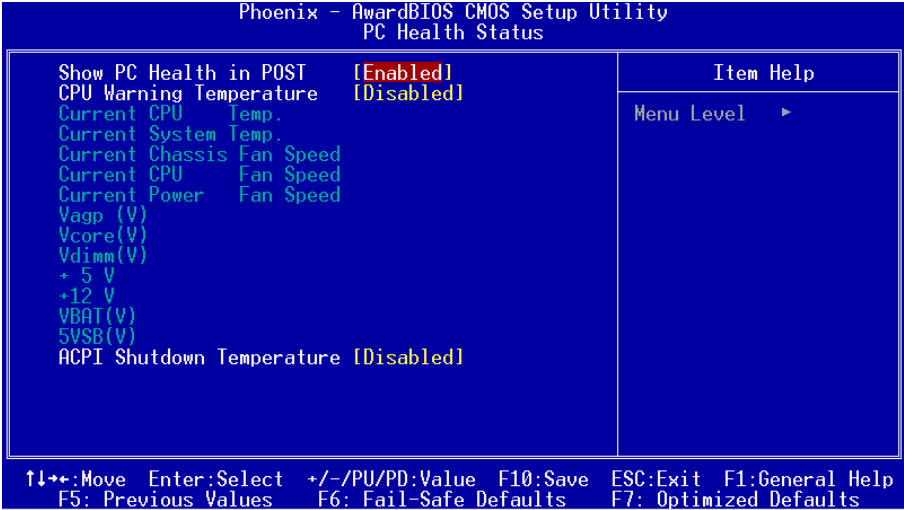 Phoenix - AwardBIOS CMOS Setup Utility
PC Health Status
Show PC Health in POST [Enabled]
CPU Warning Temperature [Disabled]
Current CPU Temp.
Current System Temp.
Current Chassis Fan Speed
Current CPU Fan Speed
Current Power Fan Speed
Vagp (V)
Vcore(V)
Vdimm(V)
+ 5 V
+12 V
VBAT(V)
5VSB(V)
ACPI Shutdown Temperature [Disabled]
Item Help
Menu Level ►
↑↓→←:Move Enter:Select +/-/PU/PD:Value F10:Save ESC:Exit F1:General Help
F5: Previous Values F6: Fail-Safe Defaults F7: Optimized Defaults